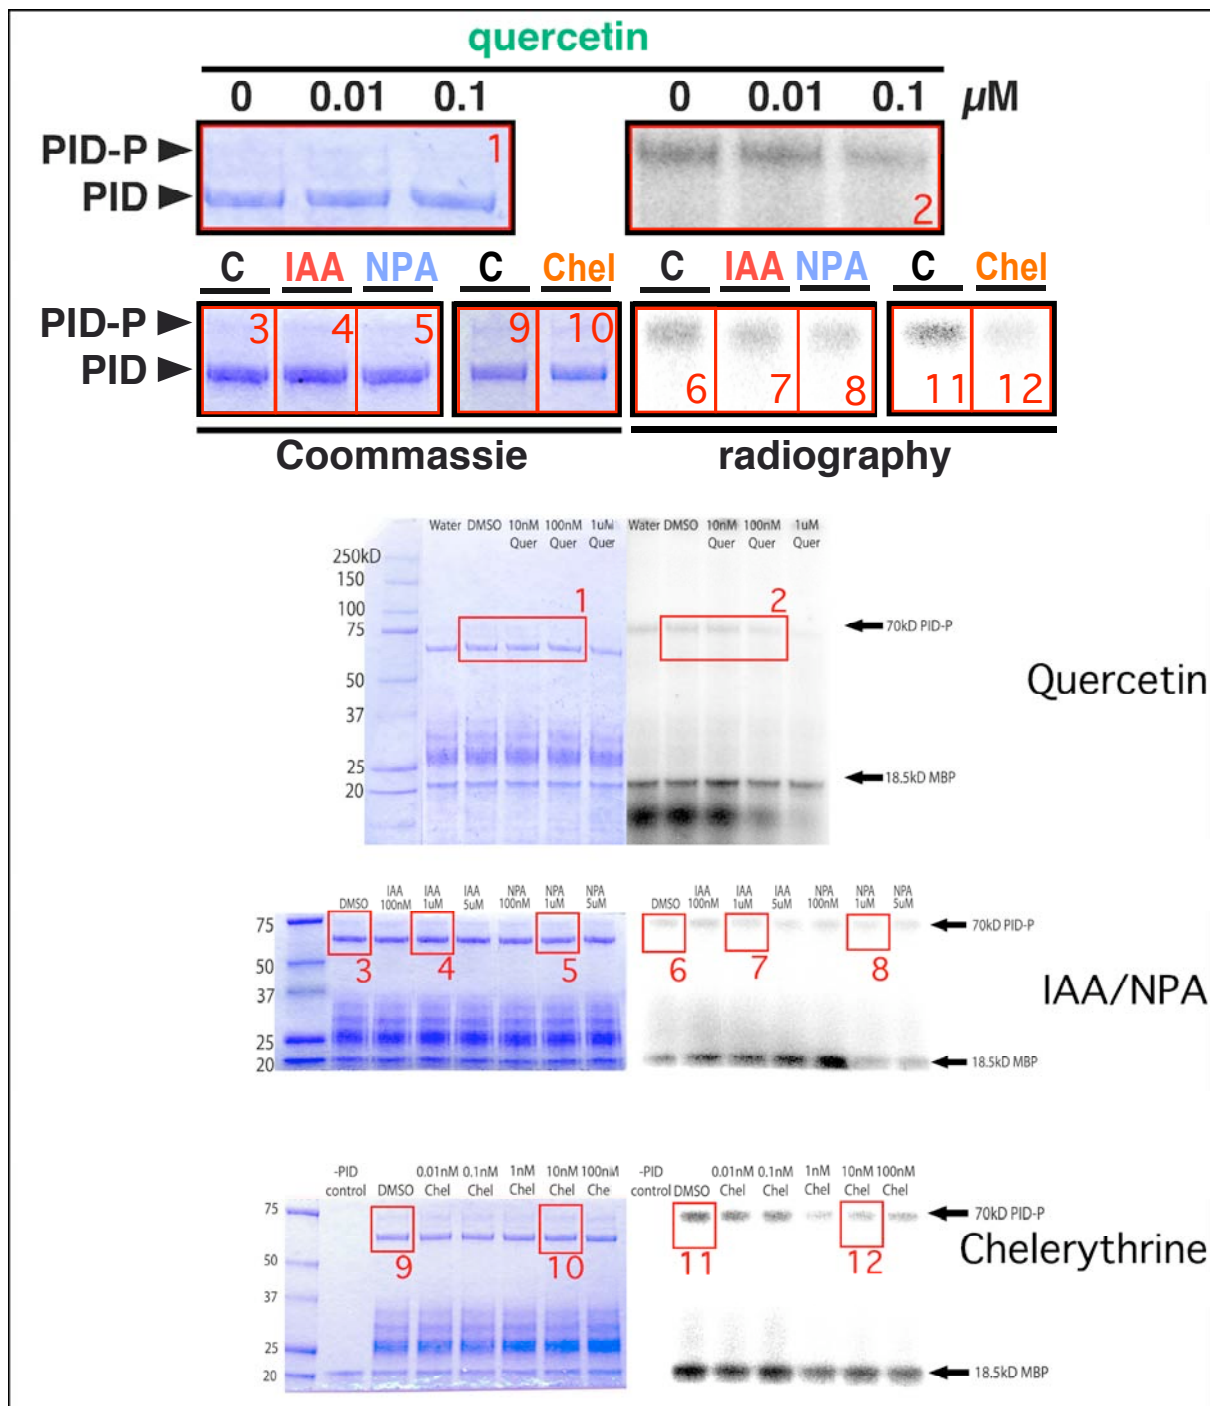 quercetin
0 0.01 0.1 0 0.01 0.1 µM
PID-P
PID
1
2
C IAA NPA C Chel C IAA NPA C Chel
PID-P
PID
3 4 5 9 10 6 7 8 11 12
Coommassie radiography
Water DMSO 10nM 100nM 1uM Water DMSO 10nM 100nM 1uM
Quer Quer Quer Quer Quer Quer
250kD
150
100
75
50
37
25
20
1
2
70kD PID-P
18.5kD MBP
Quercetin
DMSO IAA IAA IAA NPA NPA NPA DMSO IAA IAA IAA NPA NPA NPA
100nM 1uM 5uM 100nM 1uM 5uM 100nM 1uM 5uM 100nM 1uM 5uM
75
50
37
25
20
3 4 5 6 7 8
70kD PID-P
18.5kD MBP
IAA/NPA
-PID 0.01nM 0.1nM 1nM 10nM 100nM -PID 0.01nM 0.1nM 1nM 10nM 100nM
control DMSO Chel Chel Chel Chel Che control DMSO Chel Chel Chel Chel Chel
75
50
37
25
20
9 10 11 12
70kD PID-P
18.5kD MBP
Chelerythrine